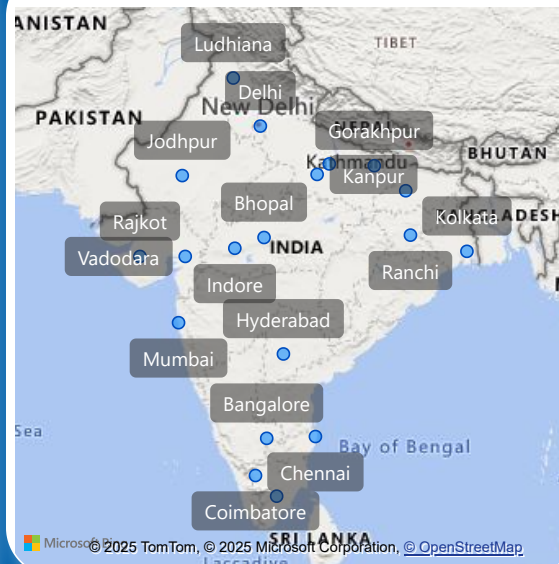 ANISTAN
Ludhiana
TIBET
Delhi
New Delhi
PAKISTAN
Jodhpur
NEPAL
Gorakhpur
Kathmandu
BHUTAN
Kanpur
Bhopal
Rajkot
Kolkata
ADESH
Vadodara
INDIA
Ranchi
Indore
Hyderabad
Mumbai
Bangalore
Sea
Bay of Bengal
Chennai
Coimbatore
SRI LANKA
Microsoft
© 2025 TomTom, © 2025 Microsoft Corporation, © OpenStreetMap
Laccadive